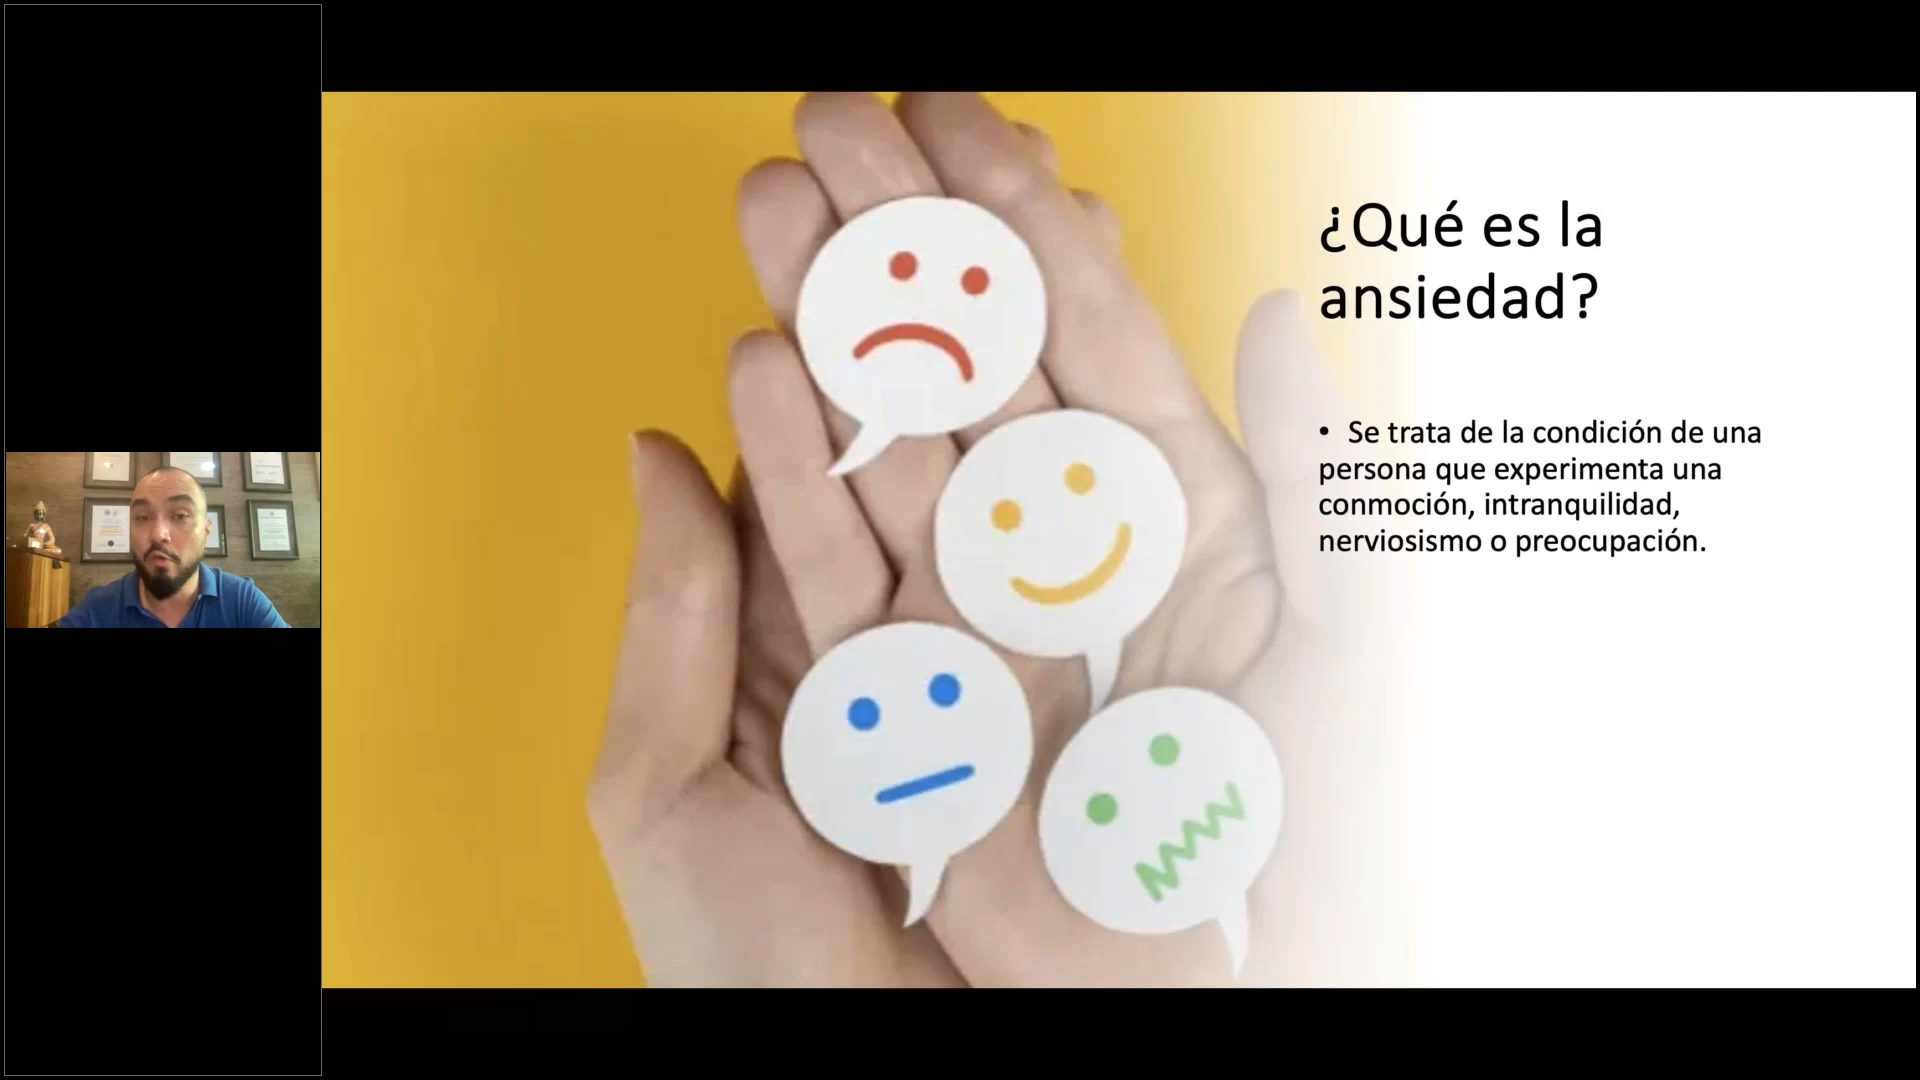 ¿Qué es la
ansiedad?
• Se trata de la condición de una
persona que experimenta una
conmoción, intranquilidad,
nerviosismo o preocupación.